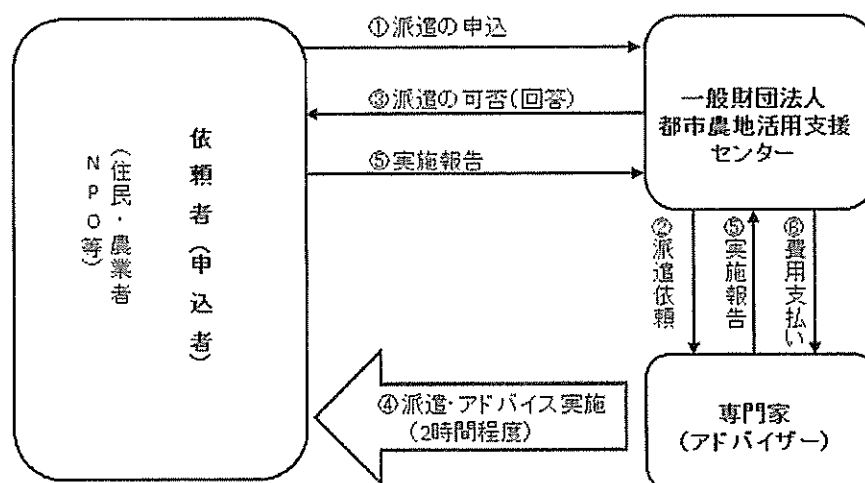 ①派遣の申込
③派遣の可否(回答)
⑤実施報告
依頼者(申込者)
(住民・農業者
NPO等)
一般財団法人
都市農地活用支援
センター
②派遣依頼
⑤実施報告
⑥費用支払い
④派遣・アドバイス実施
(2時間程度)
専門家
(アドバイザー)